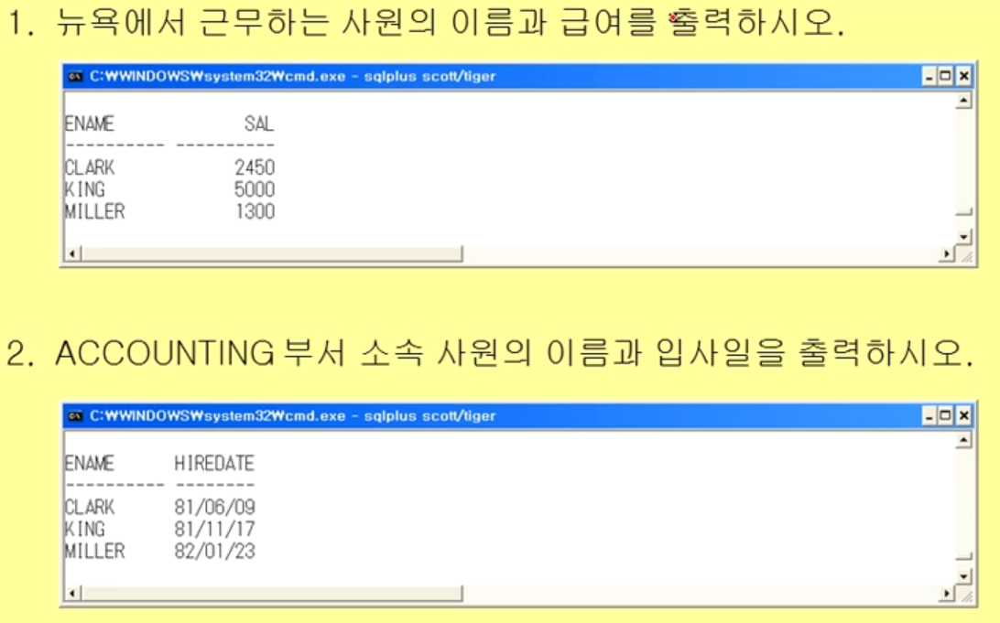 1. 뉴욕에서 근무하는 사원의 이름과 급여를 출력하시오.
C:₩WINDOWS₩system32₩cmd.exe - sqlplus scott/tiger
ENAME SAL
---------- ----------
CLARK 2450
KING 5000
MILLER 1300
2. ACCOUNTING 부서 소속 사원의 이름과 입사일을 출력하시오.
C:₩WINDOWS₩system32₩cmd.exe - sqlplus scott/tiger
ENAME HIREDATE
---------- --------
CLARK 81/06/09
KING 81/11/17
MILLER 82/01/23